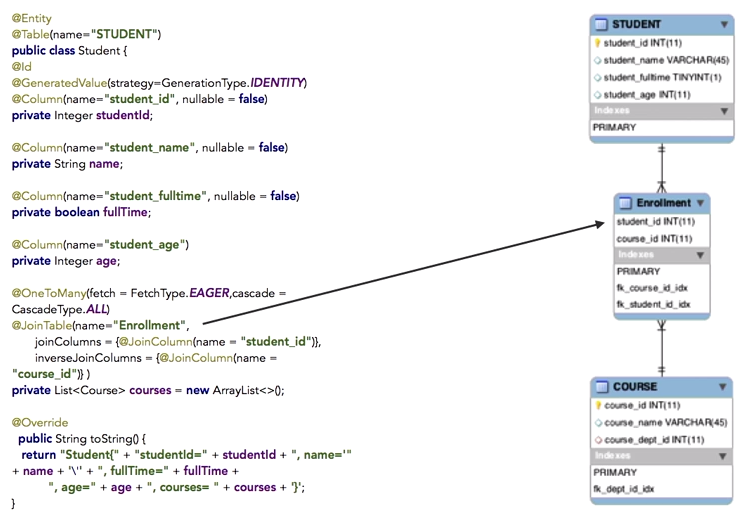 @Entity
@Table(name="STUDENT")
public class Student {
@Id
@GeneratedValue(strategy=GenerationType.IDENTITY)
@Column(name="student_id", nullable = false)
private Integer studentId;
@Column(name="student_name", nullable = false)
private String name;
@Column(name="student_fulltime", nullable = false)
private boolean fullTime;
@Column(name="student_age")
private Integer age;
@OneToMany(fetch = FetchType.EAGER,cascade =
CascadeType.ALL)
@JoinTable(name="Enrollment",
joinColumns = {@JoinColumn(name = "student_id")},
inverseJoinColumns = {@JoinColumn(name =
"course_id")} )
private List<Course> courses = new ArrayList<>();
@Override
public String toString() {
return "Student{" + "studentId=" + studentId + ", name='"
+ name + '\'' + ", fullTime=" + fullTime +
", age=" + age + ", courses= " + courses + '}';
}
STUDENT
student_id INT(11)
student_name VARCHAR(45)
student_fulltime TINYINT(1)
student_age INT(11)
Indexes
PRIMARY
Enrollment
student_id INT(11)
course_id INT(11)
Indexes
PRIMARY
fk_course_id_idx
fk_student_id_idx
COURSE
course_id INT(11)
course_name VARCHAR(45)
course_dept_id INT(11)
Indexes
PRIMARY
fk_dept_id_idx